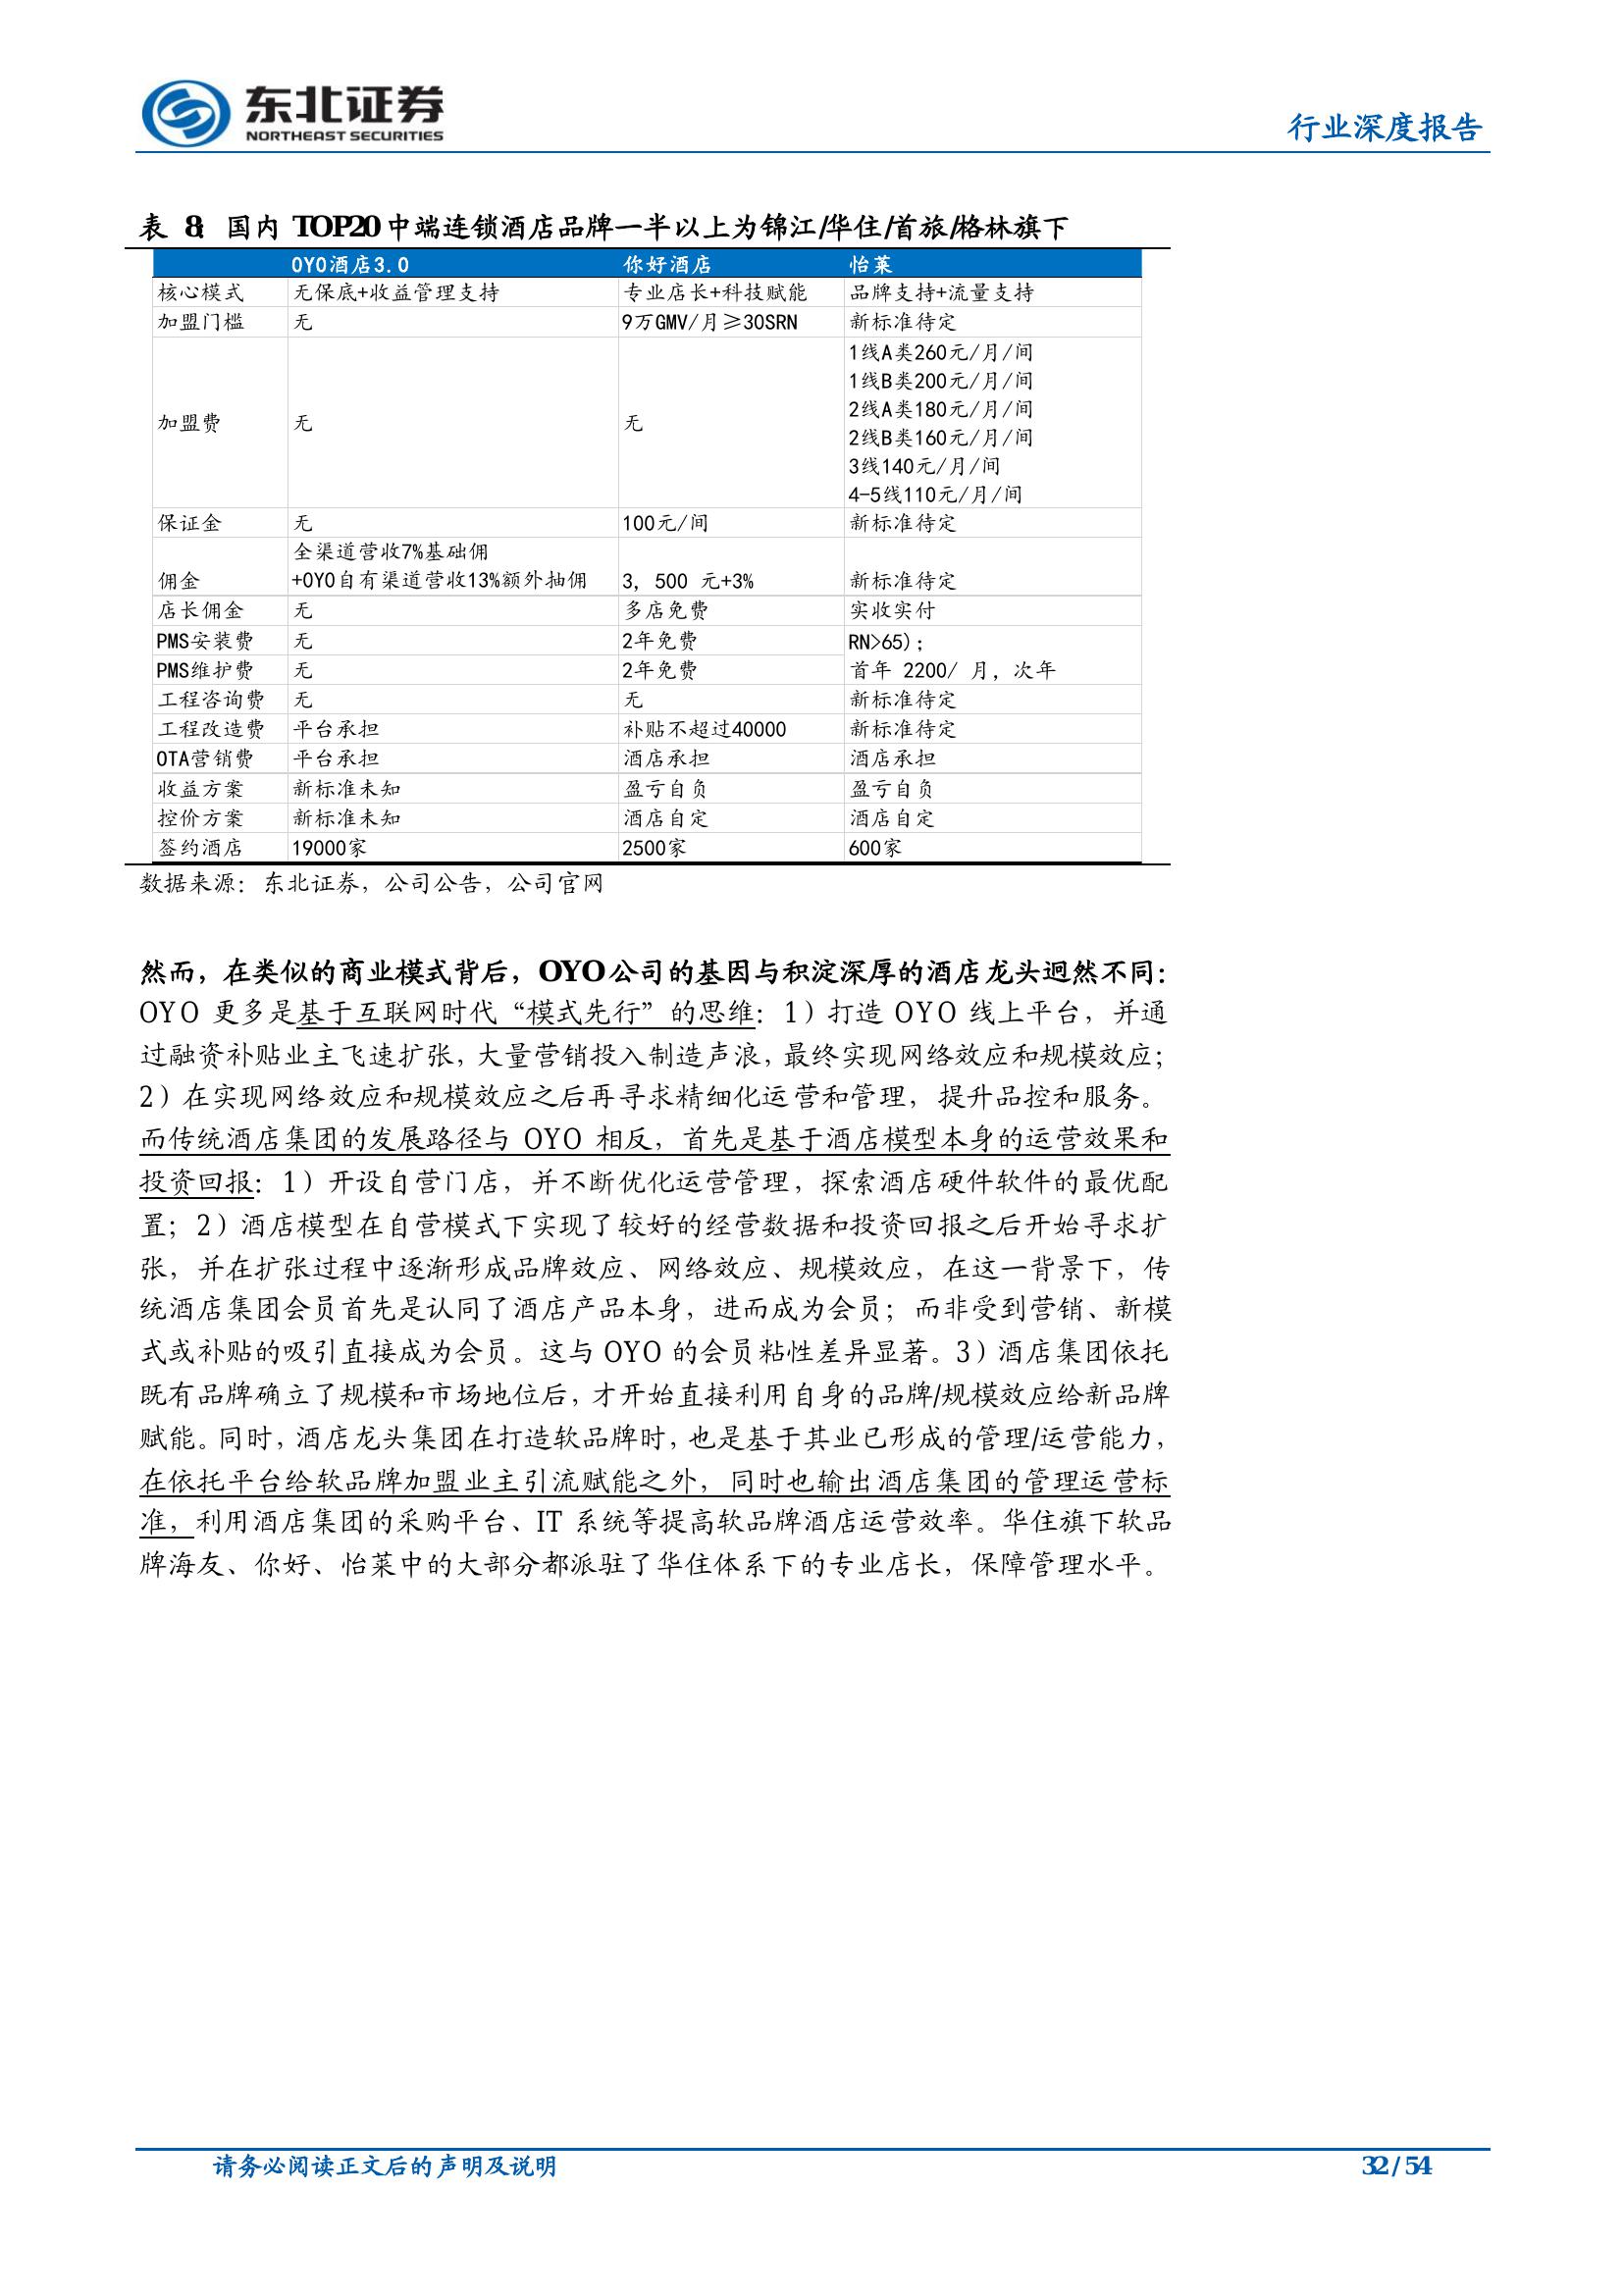 东北证券
NORTHEAST SECURITIES
行业深度报告
表 8: 国内 TOP20 中端连锁酒店品牌一半以上为锦江/华住/首旅/格林旗下
OYO酒店3.0 你好酒店 怡莱
核心模式 无保底+收益管理支持 专业店长+科技赋能 品牌支持+流量支持
加盟门槛 无 9万GMV/月≥30SRN 新标准待定
加盟费 无 无
1线A类260元/月/间
1线B类200元/月/间
2线A类180元/月/间
2线B类160元/月/间
3线140元/月/间
4-5线110元/月/间
保证金 无 100元/间 新标准待定
全渠道营收7%基础佣
佣金 +OYO自有渠道营收13%额外抽佣 3, 500 元+3% 新标准待定
店长佣金 无 多店免费 实收实付
PMS安装费 无 2年免费 RN>65);
PMS维护费 无 2年免费 首年 2200/ 月, 次年
工程咨询费 无 无 新标准待定
工程改造费 平台承担 补贴不超过40000 新标准待定
OTA营销费 平台承担 酒店承担 酒店承担
收益方案 新标准未知 盈亏自负 盈亏自负
控价方案 新标准未知 酒店自定 酒店自定
签约酒店 19000家 2500家 600家
数据来源：东北证券，公司公告，公司官网
然而，在类似的商业模式背后，OYO 公司的基因与积淀深厚的酒店龙头迥然不同：
OYO 更多是基于互联网时代“模式先行”的思维：1）打造 OYO 线上平台，并通
过融资补贴业主飞速扩张，大量营销投入制造声浪，最终实现网络效应和规模效应；
2）在实现网络效应和规模效应之后再寻求精细化运营和管理，提升品控和服务。
而传统酒店集团的发展路径与 OYO 相反，首先是基于酒店模型本身的运营效果和
投资回报：1）开设自营门店，并不断优化运营管理，探索酒店硬件软件的最优配
置；2）酒店模型在自营模式下实现了较好的经营数据和投资回报之后开始寻求扩
张，并在扩张过程中逐渐形成品牌效应、网络效应、规模效应，在这一背景下，传
统酒店集团会员首先是认同了酒店产品本身，进而成为会员；而非受到营销、新模
式或补贴的吸引直接成为会员。这与 OYO 的会员粘性差异显著。3）酒店集团依托
既有品牌确立了规模和市场地位后，才开始直接利用自身的品牌/规模效应给新品牌
赋能。同时，酒店龙头集团在打造软品牌时，也是基于其业已形成的管理/运营能力，
在依托平台给软品牌加盟业主引流赋能之外，同时也输出酒店集团的管理运营标
准，利用酒店集团的采购平台、IT 系统等提高软品牌酒店运营效率。华住旗下软品
牌海友、你好、怡莱中的大部分都派驻了华住体系下的专业店长，保障管理水平。
请务必阅读正文后的声明及说明
32 / 54